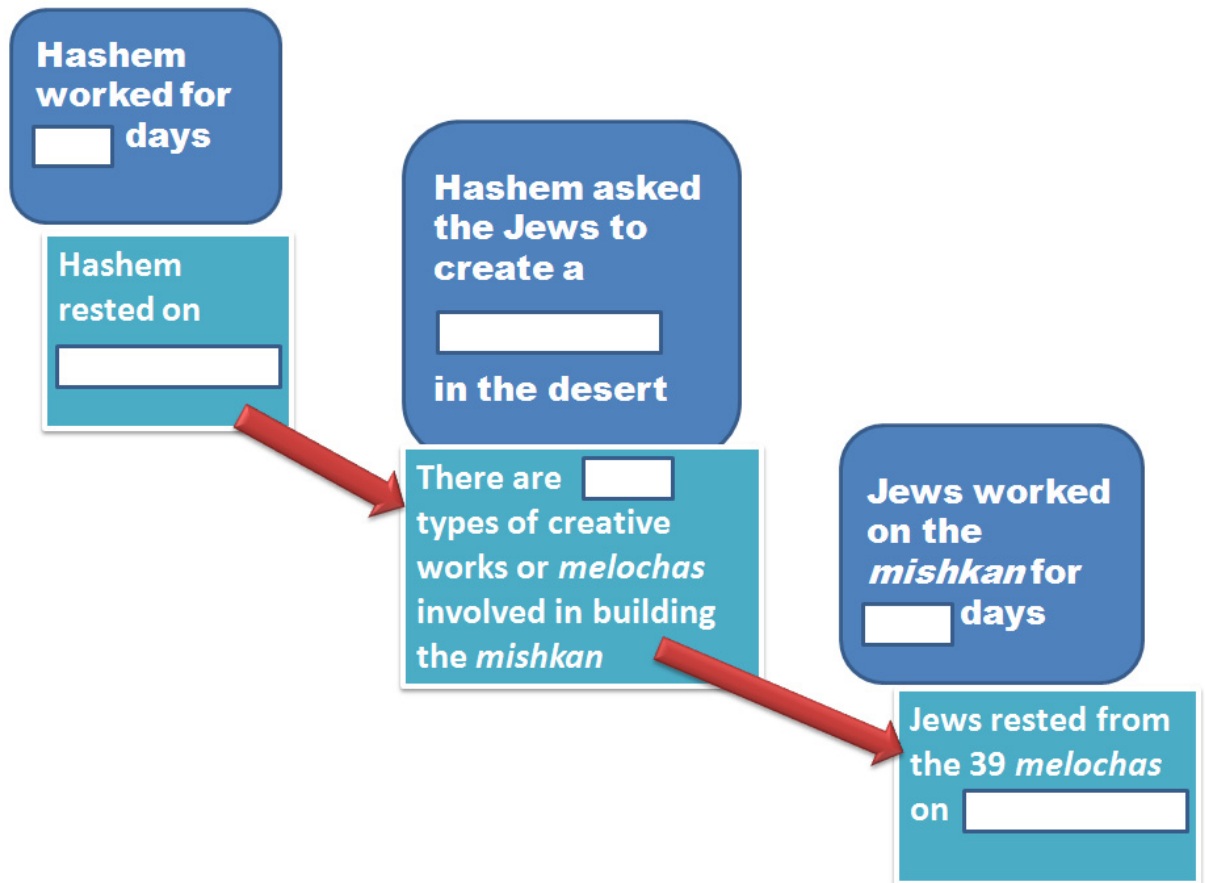 Hashem
worked for
days
Hashem
rested on
Hashem asked
the Jews to
create a
in the desert
There are
types of creative
works or melochas
involved in building
the mishkan
Jews worked
on the
mishkan for
days
Jews rested from
the 39 melochas
on